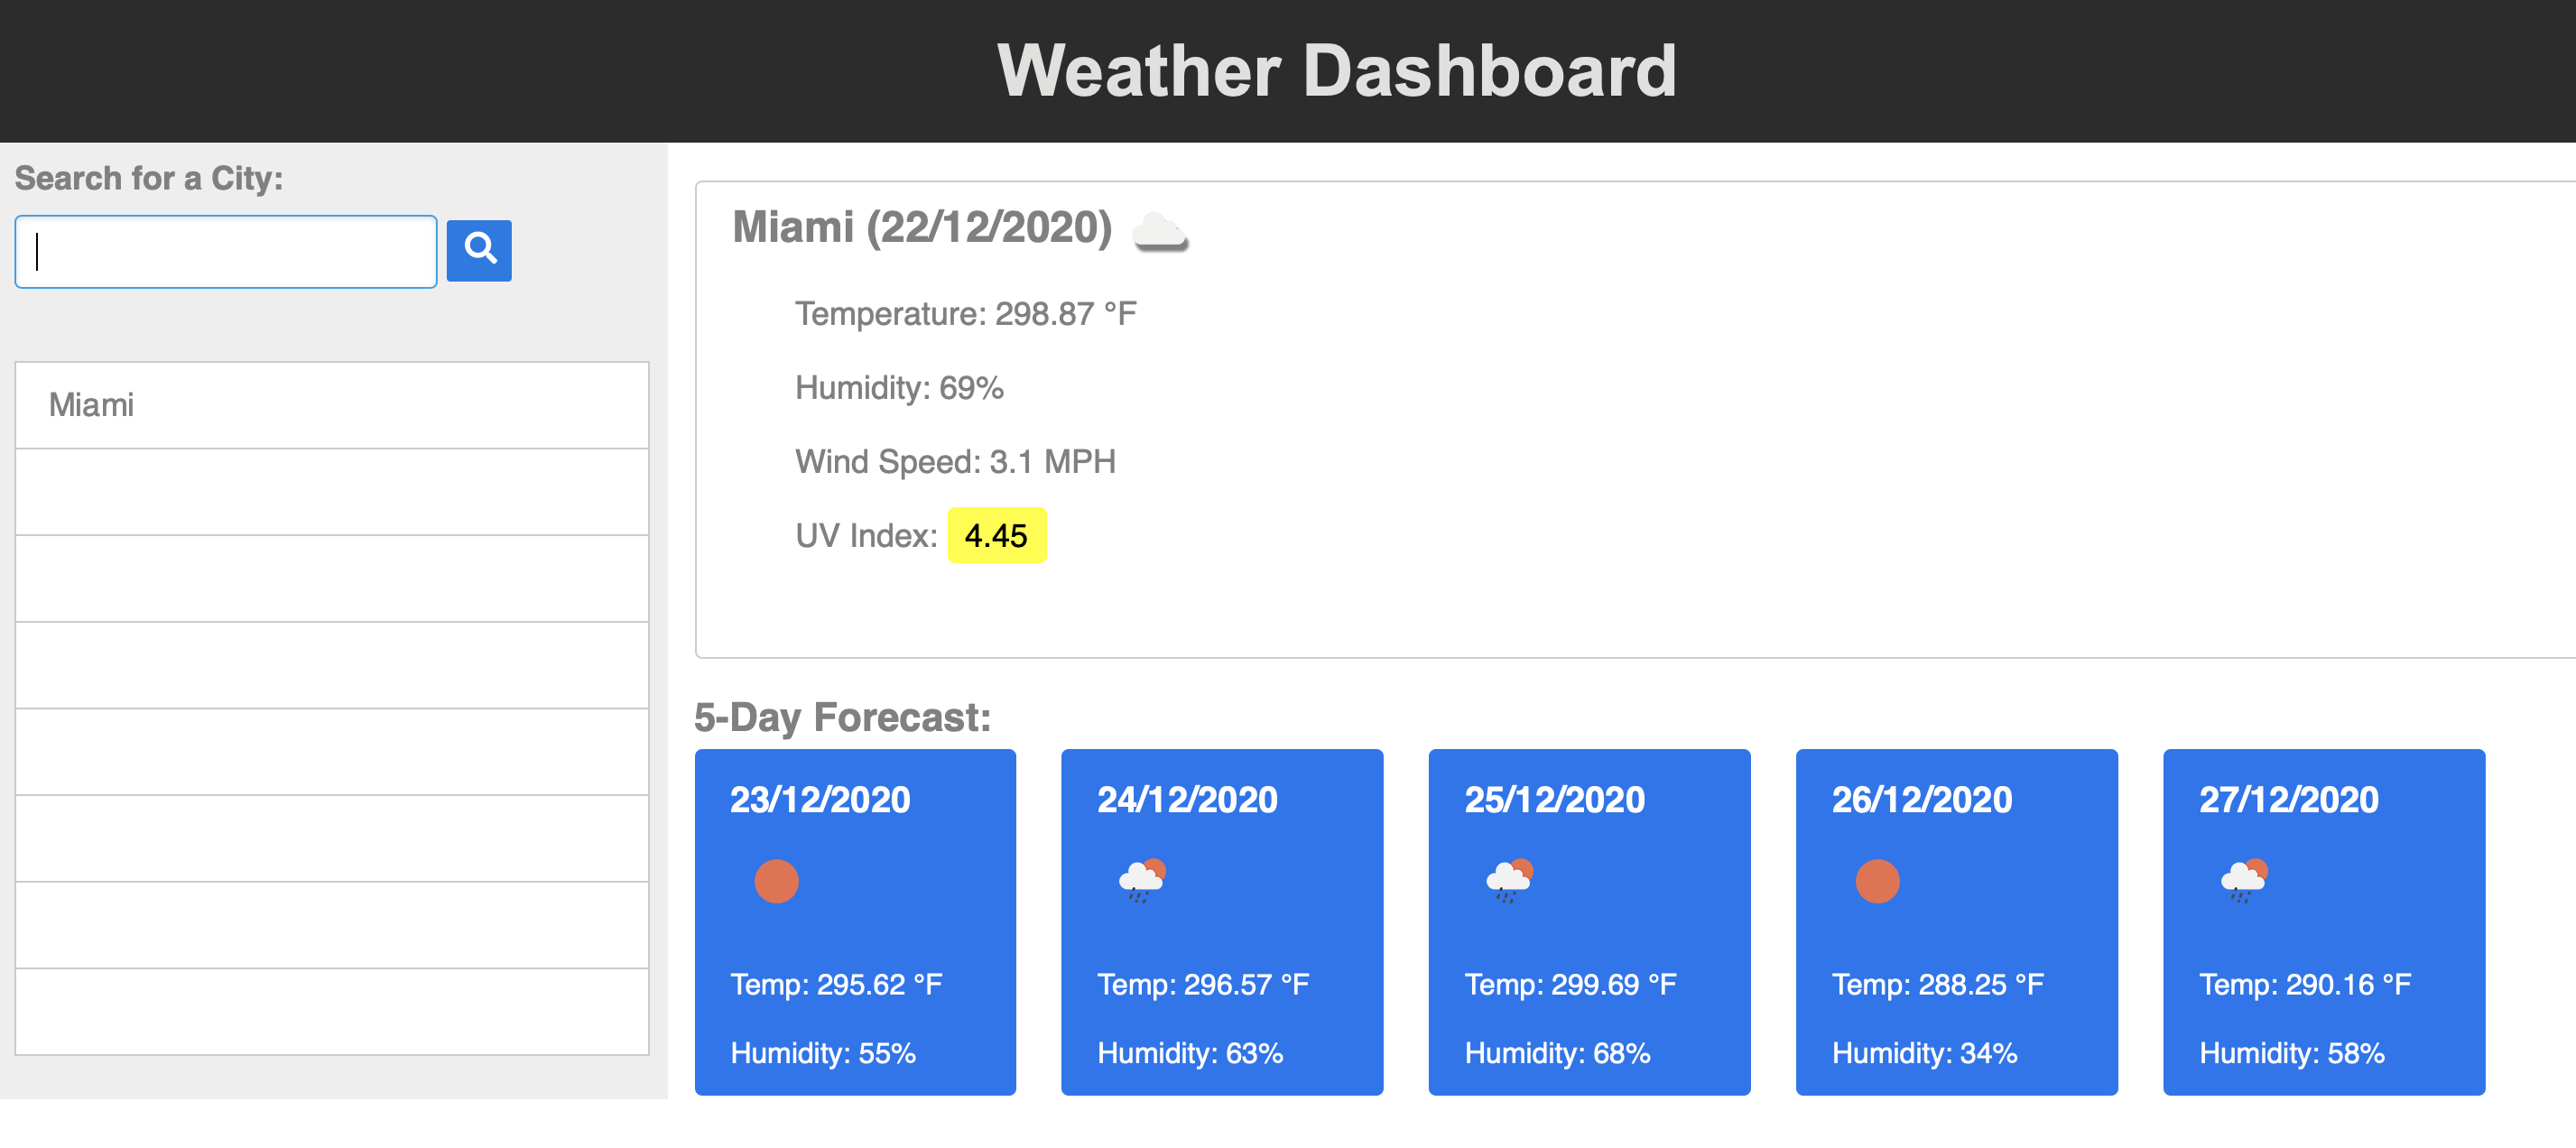 Weather Dashboard
Search for a City:
Miami
Miami (22/12/2020)
Temperature: 298.87 °F
Humidity: 69%
Wind Speed: 3.1 MPH
UV Index: 4.45
5-Day Forecast:
23/12/2020
Temp: 295.62 °F
Humidity: 55%
24/12/2020
Temp: 296.57 °F
Humidity: 63%
25/12/2020
Temp: 299.69 °F
Humidity: 68%
26/12/2020
Temp: 288.25 °F
Humidity: 34%
27/12/2020
Temp: 290.16 °F
Humidity: 58%